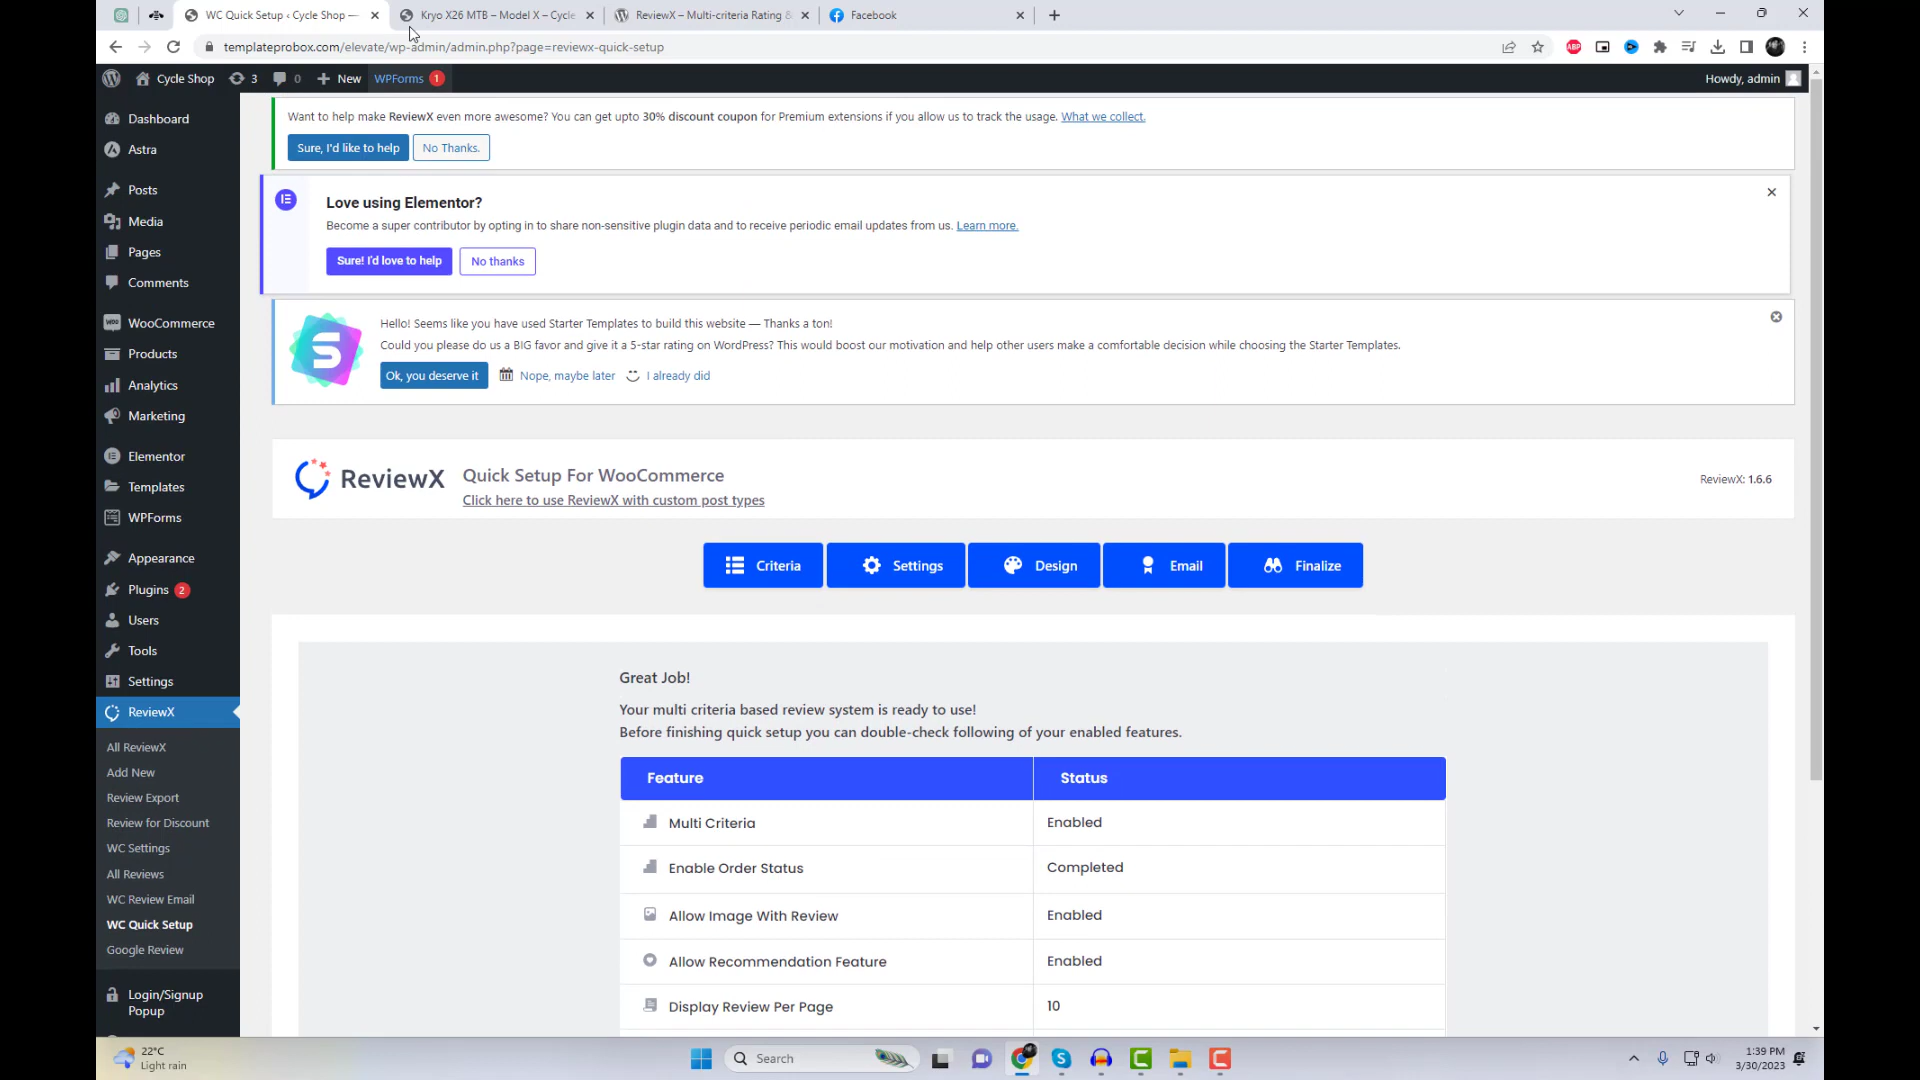 WC Quick Setup ‹ Cycle Shop —
Kryo X26 MTB – Model X – Cycle
ReviewX – Multi-criteria Rating &
Facebook
templateprobox.com/elevate/wp-admin/admin.php?page=reviewx-quick-setup
ABP
Cycle Shop
3
0
New
WPForms 1
Howdy, admin
Dashboard
Astra
Posts
Media
Pages
Comments
WooCommerce
Products
Analytics
Marketing
Elementor
Templates
WPForms
Appearance
Plugins 2
Users
Tools
Settings
ReviewX
All ReviewX
Add New
Review Export
Review for Discount
WC Settings
All Reviews
WC Review Email
WC Quick Setup
Google Review
Login/Signup
Popup
Want to help make ReviewX even more awesome? You can get upto 30% discount coupon for Premium extensions if you allow us to track the usage. What we collect.
Sure, I'd like to help
No Thanks.
Love using Elementor?
Become a super contributor by opting in to share non-sensitive plugin data and to receive periodic email updates from us. Learn more.
Sure! I'd love to help
No thanks
Hello! Seems like you have used Starter Templates to build this website — Thanks a ton!
Could you please do us a BIG favor and give it a 5-star rating on WordPress? This would boost our motivation and help other users make a comfortable decision while choosing the Starter Templates.
Ok, you deserve it
Nope, maybe later
I already did
ReviewX
Quick Setup For WooCommerce
Click here to use ReviewX with custom post types
ReviewX: 1.6.6
Criteria
Settings
Design
Email
Finalize
Great Job!
Your multi criteria based review system is ready to use!
Before finishing quick setup you can double-check following of your enabled features.
Feature Status
Multi Criteria Enabled
Enable Order Status Completed
Allow Image With Review Enabled
Allow Recommendation Feature Enabled
Display Review Per Page 10
22°C
Light rain
Search
1:39 PM
3/30/2023